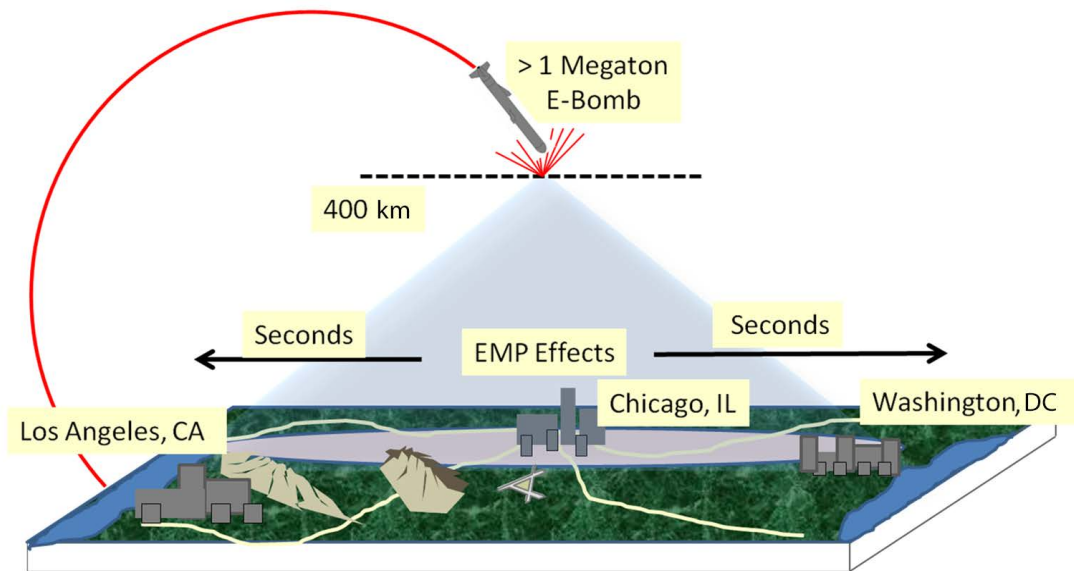 > 1 Megaton
E-Bomb
400 km
Seconds
Seconds
EMP Effects
Chicago, IL
Washington, DC
Los Angeles, CA